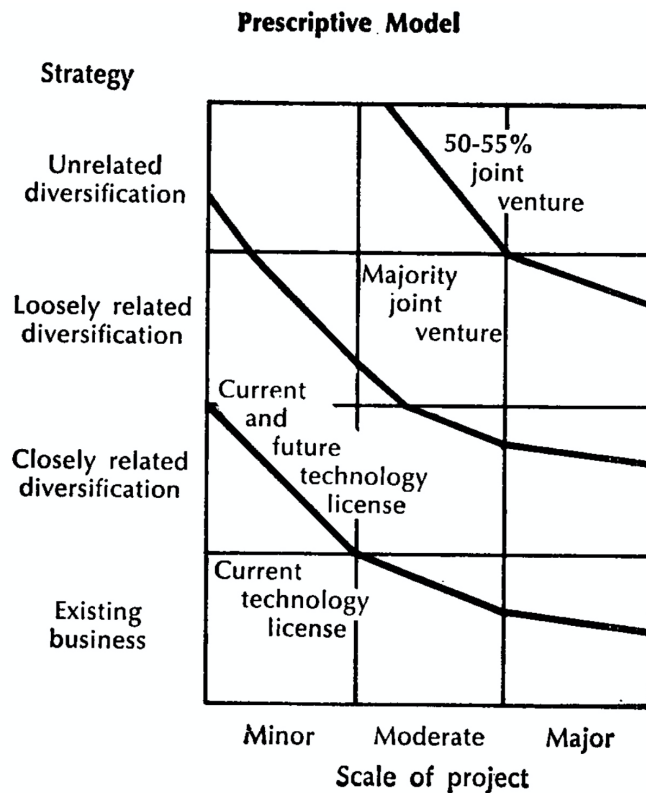 Prescriptive Model
Strategy
Unrelated
diversification
50-55%
joint
venture
Loosely related
diversification
Majority
joint
venture
Closely related
diversification
Current
and
future
technology
license
Existing
business
Current
technology
license
Minor
Moderate
Major
Scale of project